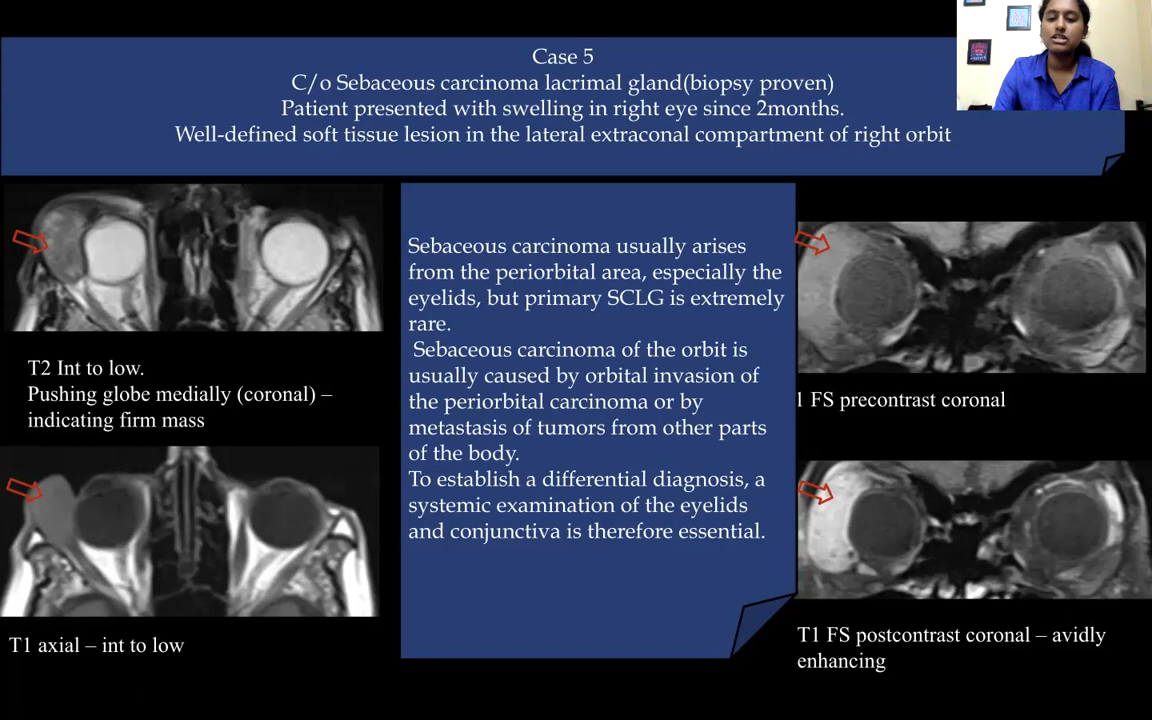 Case 5
C/o Sebaceous carcinoma lacrimal gland(biopsy proven)
Patient presented with swelling in right eye since 2months.
Well-defined soft tissue lesion in the lateral extraconal compartment of right orbit
T2 Int to low.
Pushing globe medially (coronal) –
indicating firm mass
T1 axial – int to low
Sebaceous carcinoma usually arises
from the periorbital area, especially the
eyelids, but primary SCLG is extremely
rare.
Sebaceous carcinoma of the orbit is
usually caused by orbital invasion of
the periorbital carcinoma or by
metastasis of tumors from other parts
of the body.
To establish a differential diagnosis, a
systemic examination of the eyelids
and conjunctiva is therefore essential.
1 FS precontrast coronal
T1 FS postcontrast coronal – avidly
enhancing